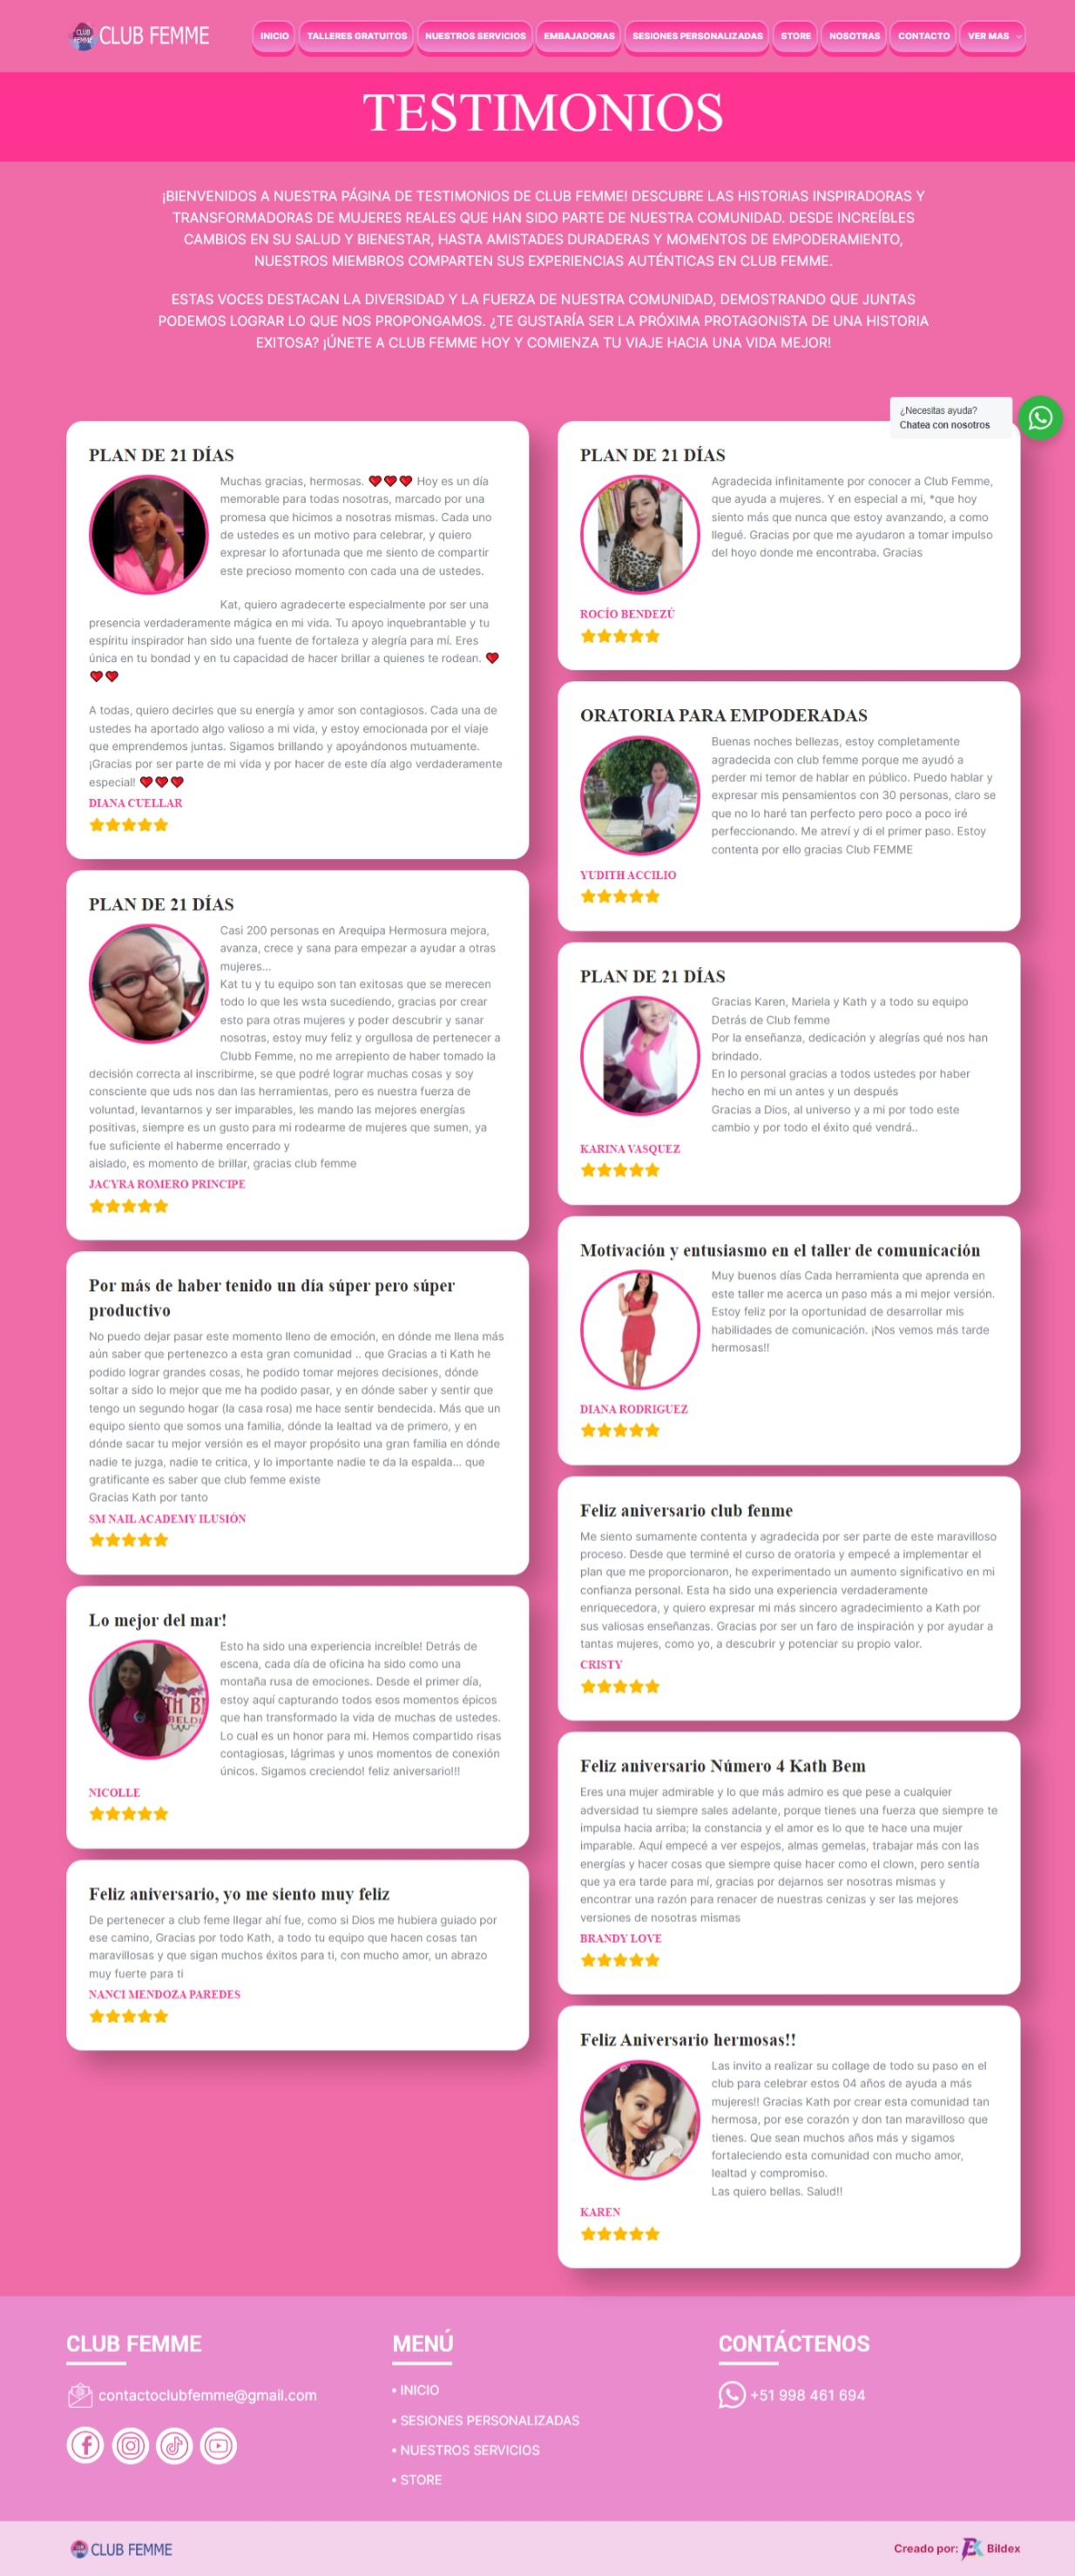 CLUB FEMME
INICIO
TALLERES GRATUITOS
NUESTROS SERVICIOS
EMBAJADORAS
SESIONES PERSONALIZADAS
STORE
NOSOTRAS
CONTACTO
VER MAS
TESTIMONIOS
¡BIENVENIDOS A NUESTRA PÁGINA DE TESTIMONIOS DE CLUB FEMME! DESCUBRE LAS HISTORIAS INSPIRADORAS Y
TRANSFORMADORAS DE MUJERES REALES QUE HAN SIDO PARTE DE NUESTRA COMUNIDAD. DESDE INCREÍBLES
CAMBIOS EN SU SALUD Y BIENESTAR, HASTA AMISTADES DURADERAS Y MOMENTOS DE EMPODERAMIENTO,
NUESTROS MIEMBROS COMPARTEN SUS EXPERIENCIAS AUTÉNTICAS EN CLUB FEMME.
ESTAS VOCES DESTACAN LA DIVERSIDAD Y LA FUERZA DE NUESTRA COMUNIDAD, DEMOSTRANDO QUE JUNTAS
PODEMOS LOGRAR LO QUE NOS PROPONGAMOS. ¿TE GUSTARÍA SER LA PRÓXIMA PROTAGONISTA DE UNA HISTORIA
EXITOSA? ¡ÚNETE A CLUB FEMME HOY Y COMIENZA TU VIAJE HACIA UNA VIDA MEJOR!
¿Necesitas ayuda?
Chatea con nosotros
PLAN DE 21 DÍAS
Muchas gracias, hermosas. ❤❤❤ Hoy es un día
memorable para todas nosotras, marcado por una
promesa que hicimos a nosotras mismas. Cada uno
de ustedes es un motivo para celebrar, y quiero
expresar lo afortunada que me siento de compartir
este precioso momento con cada una de ustedes.
Kat, quiero agradecerte especialmente por ser una
presencia verdaderamente mágica en mi vida. Tu apoyo inquebrantable y tu
espíritu inspirador han sido una fuente de fortaleza y alegría para mí. Eres
única en tu bondad y en tu capacidad de hacer brillar a quienes te rodean. ❤
❤❤
A todas, quiero decirles que su energía y amor son contagiosos. Cada una de
ustedes ha aportado algo valioso a mi vida, y estoy emocionada por el viaje
que emprendemos juntas. Sigamos brillando y apoyándonos mutuamente.
¡Gracias por ser parte de mi vida y por hacer de este día algo verdaderamente
especial! ❤❤❤
DIANA CUELLAR
PLAN DE 21 DÍAS
Casi 200 personas en Arequipa Hermosura mejora,
avanza, crece y sana para empezar a ayudar a otras
mujeres...
Kat tu y tu equipo son tan exitosas que se merecen
todo lo que les wsta sucediendo, gracias por crear
esto para otras mujeres y poder descubrir y sanar
nosotras, estoy muy feliz y orgullosa de pertenecer a
Clubb Femme, no me arrepiento de haber tomado la
decisión correcta al inscribirme, se que podré lograr muchas cosas y soy
consciente que uds nos dan las herramientas, pero es nuestra fuerza de
voluntad, levantarnos y ser imparables, les mando las mejores energías
positivas, siempre es un gusto para mi rodearme de mujeres que sumen, ya
fue suficiente el haberme encerrado y
aislado, es momento de brillar, gracias club femme
JACYRA ROMERO PRINCIPE
Por más de haber tenido un día súper pero súper
productivo
No puedo dejar pasar este momento lleno de emoción, en dónde me llena más
aún saber que pertenezco a esta gran comunidad .. que Gracias a ti Kath he
podido lograr grandes cosas, he podido tomar mejores decisiones, dónde
soltar a sido lo mejor que me ha podido pasar, y en dónde saber y sentir que
tengo un segundo hogar (la casa rosa) me hace sentir bendecida. Más que un
equipo siento que somos una familia, dónde la lealtad va de primero, y en
dónde sacar tu mejor versión es el mayor propósito una gran familia en dónde
nadie te juzga, nadie te critica, y lo importante nadie te da la espalda... que
gratificante es saber que club femme existe
Gracias Kath por tanto
SM NAIL ACADEMY ILUSIÓN
Lo mejor del mar!
Esto ha sido una experiencia increíble! Detrás de
escena, cada día de oficina ha sido como una
montaña rusa de emociones. Desde el primer día,
estoy aquí capturando todos esos momentos épicos
que han transformado la vida de muchas de ustedes.
Lo cual es un honor para mi. Hemos compartido risas
contagiosas, lágrimas y unos momentos de conexión
únicos. Sigamos creciendo! feliz aniversario!!!
NICOLLE
Feliz aniversario, yo me siento muy feliz
De pertenecer a club feme llegar ahí fue, como si Dios me hubiera guiado por
ese camino, Gracias por todo Kath, a todo tu equipo que hacen cosas tan
maravillosas y que sigan muchos éxitos para ti, con mucho amor, un abrazo
muy fuerte para ti
NANCI MENDOZA PAREDES
PLAN DE 21 DÍAS
Agradecida infinitamente por conocer a Club Femme,
que ayuda a mujeres. Y en especial a mi, *que hoy
siento más que nunca que estoy avanzando, a como
llegué. Gracias por que me ayudaron a tomar impulso
del hoyo donde me encontraba. Gracias
ROCÍO BENDEZÚ
ORATORIA PARA EMPODERADAS
Buenas noches bellezas, estoy completamente
agradecida con club femme porque me ayudó a
perder mi temor de hablar en público. Puedo hablar y
expresar mis pensamientos con 30 personas, claro se
que no lo haré tan perfecto pero poco a poco iré
perfeccionando. Me atreví y di el primer paso. Estoy
contenta por ello gracias Club FEMME
YUDITH ACCILIO
PLAN DE 21 DÍAS
Gracias Karen, Mariela y Kath y a todo su equipo
Detrás de Club femme
Por la enseñanza, dedicación y alegrías qué nos han
brindado.
En lo personal gracias a todos ustedes por haber
hecho en mi un antes y un después
Gracias a Dios, al universo y a mi por todo este
cambio y por todo el éxito qué vendrá..
KARINA VASQUEZ
Motivación y entusiasmo en el taller de comunicación
Muy buenos días Cada herramienta que aprenda en
este taller me acerca un paso más a mi mejor versión.
Estoy feliz por la oportunidad de desarrollar mis
habilidades de comunicación. ¡Nos vemos más tarde
hermosas!!
DIANA RODRIGUEZ
Feliz aniversario club fenme
Me siento sumamente contenta y agradecida por ser parte de este maravilloso
proceso. Desde que terminé el curso de oratoria y empecé a implementar el
plan que me proporcionaron, he experimentado un aumento significativo en mi
confianza personal. Esta ha sido una experiencia verdaderamente
enriquecedora, y quiero expresar mi más sincero agradecimiento a Kath por
sus valiosas enseñanzas. Gracias por ser un faro de inspiración y por ayudar a
tantas mujeres, como yo, a descubrir y potenciar su propio valor.
CRISTY
Feliz aniversario Número 4 Kath Bem
Eres una mujer admirable y lo que más admiro es que pese a cualquier
adversidad tu siempre sales adelante, porque tienes una fuerza que siempre te
impulsa hacia arriba; la constancia y el amor es lo que te hace una mujer
imparable. Aquí empecé a ver espejos, almas gemelas, trabajar más con las
energías y hacer cosas que siempre quise hacer como el clown, pero sentía
que ya era tarde para mí, gracias por dejarnos ser nosotras mismas y
encontrar una razón para renacer de nuestras cenizas y ser las mejores
versiones de nosotras mismas
BRANDY LOVE
Feliz Aniversario hermosas!!
Las invito a realizar su collage de todo su paso en el
club para celebrar estos 04 años de ayuda a más
mujeres!! Gracias Kath por crear esta comunidad tan
hermosa, por ese corazón y don tan maravilloso que
tienes. Que sean muchos años más y sigamos
fortaleciendo esta comunidad con mucho amor,
lealtad y compromiso.
Las quiero bellas. Salud!!
KAREN
CLUB FEMME
contactoclubfemme@gmail.com
MENÚ
• INICIO
• SESIONES PERSONALIZADAS
• NUESTROS SERVICIOS
• STORE
CONTÁCTENOS
+51 998 461 694
CLUB FEMME
Creado por: Bildex